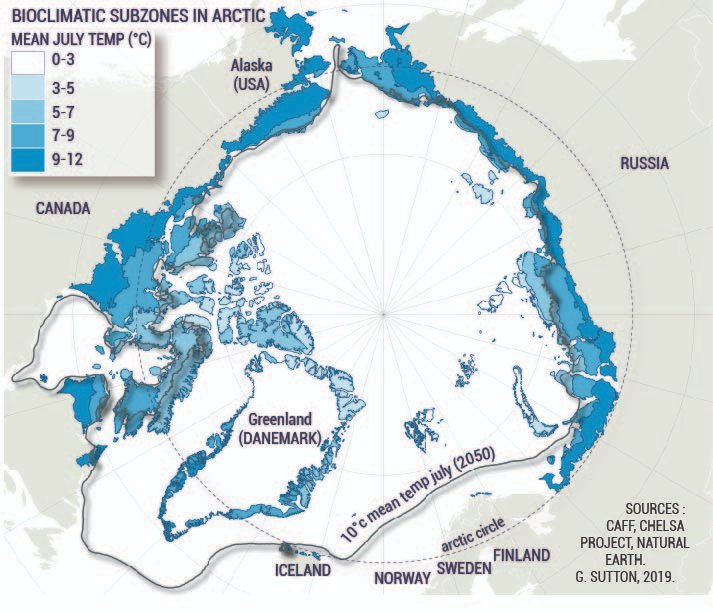 BIOCLIMATIC SUBZONES IN ARCTIC
MEAN JULY TEMP (°C)
0-3
3-5
5-7
7-9
9-12
Alaska
(USA)
RUSSIA
CANADA
Greenland
(DANEMARK)
10°c mean temp july (2050)
arctic circle
ICELAND
NORWAY
SWEDEN
FINLAND
SOURCES :
CAFF, CHELSA
PROJECT, NATURAL
EARTH.
G. SUTTON, 2019.